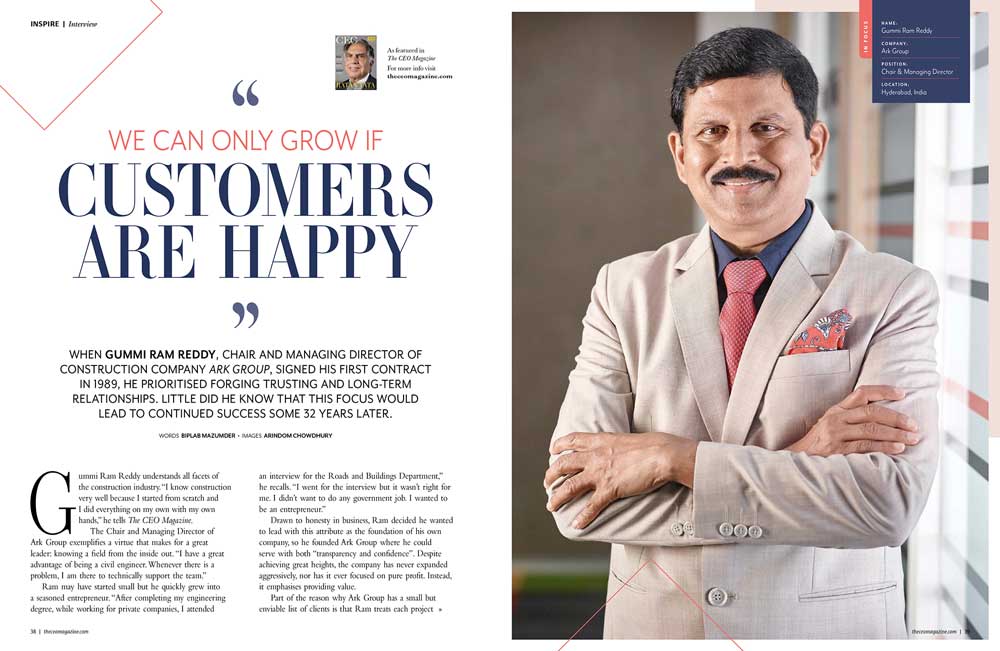 INSPIRE | Interview
CEO
RATAN TATA
As featured in
The CEO Magazine
For more info visit
theceomagazine.com
“
WE CAN ONLY GROW IF
CUSTOMERS
ARE HAPPY
”
WHEN GUMMI RAM REDDY, CHAIR AND MANAGING DIRECTOR OF
CONSTRUCTION COMPANY ARK GROUP, SIGNED HIS FIRST CONTRACT
IN 1989, HE PRIORITISED FORGING TRUSTING AND LONG-TERM
RELATIONSHIPS. LITTLE DID HE KNOW THAT THIS FOCUS WOULD
LEAD TO CONTINUED SUCCESS SOME 32 YEARS LATER.
WORDS BIPLAB MAZUMDER • IMAGES ARINDOM CHOWDHURY
Gummi Ram Reddy understands all facets of
the construction industry. “I know construction
very well because I started from scratch and
I did everything on my own with my own
hands,” he tells The CEO Magazine.
The Chair and Managing Director of
Ark Group exemplifies a virtue that makes for a great
leader: knowing a field from the inside out. “I have a great
advantage of being a civil engineer. Whenever there is a
problem, I am there to technically support the team.”
Ram may have started small but he quickly grew into
a seasoned entrepreneur. “After completing my engineering
degree, while working for private companies, I attended
an interview for the Roads and Buildings Department,”
he recalls. “I went for the interview but it wasn’t right for
me. I didn’t want to do any government job. I wanted to
be an entrepreneur.”
Drawn to honesty in business, Ram decided he wanted
to lead with this attribute as the foundation of his own
company, so he founded Ark Group where he could
serve with both “transparency and confidence”. Despite
achieving great heights, the company has never expanded
aggressively, nor has it ever focused on pure profit. Instead,
it emphasises providing value.
Part of the reason why Ark Group has a small but
enviable list of clients is that Ram treats each project »
38 | theceomagazine.com
IN FOCUS
NAME:
Gummi Ram Reddy
COMPANY:
Ark Group
POSITION:
Chair & Managing Director
LOCATION:
Hyderabad, India
theceomagazine.com |